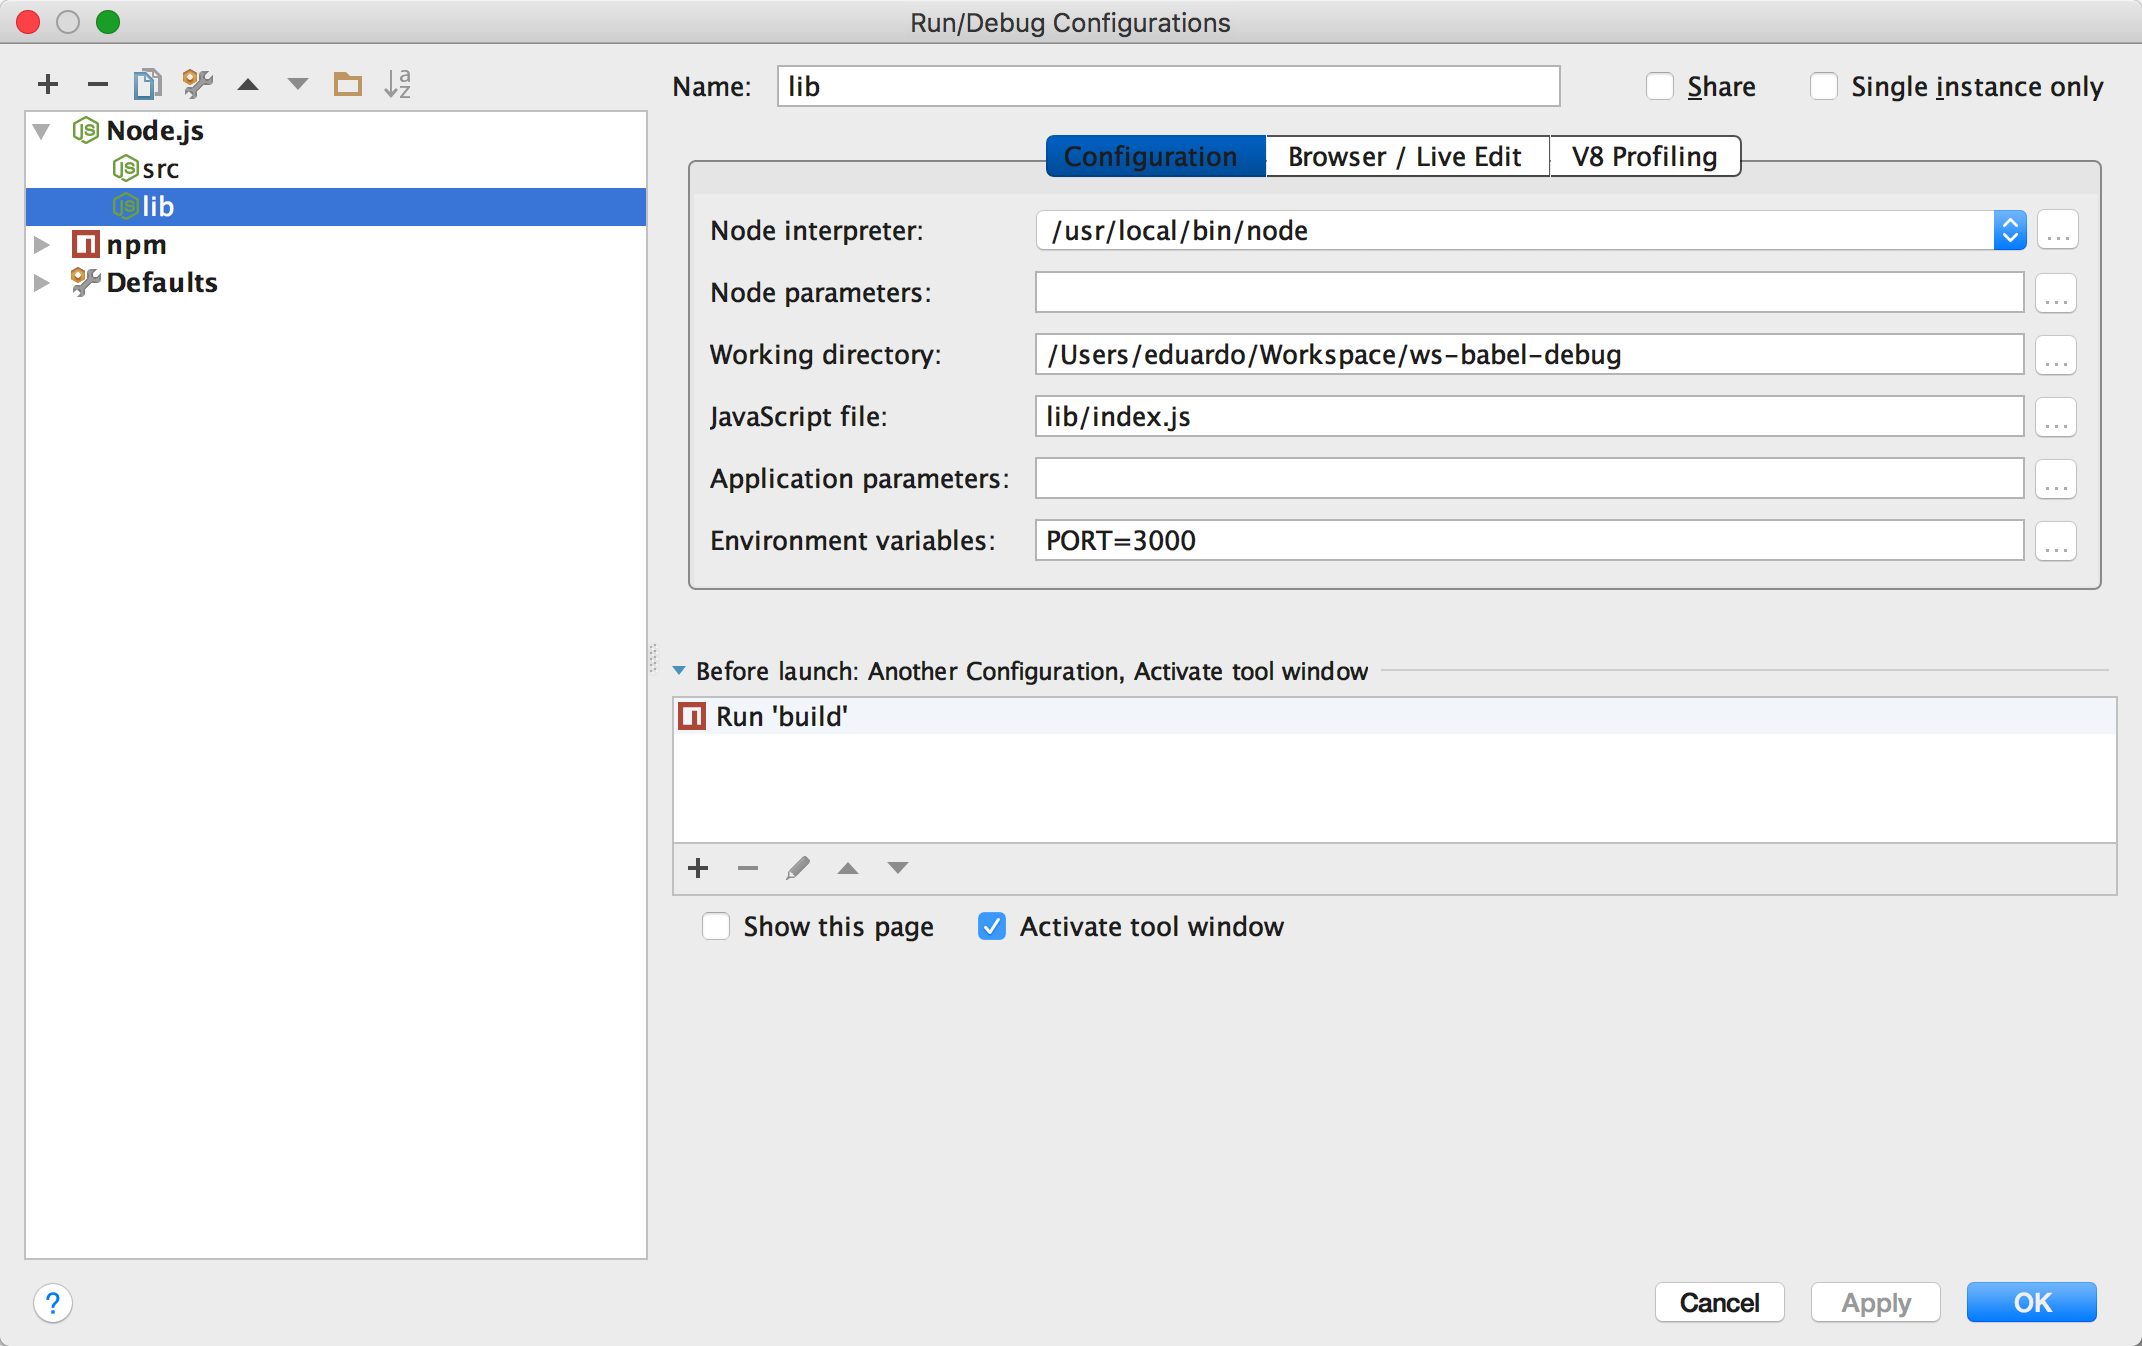 Run/Debug Configurations
Name: lib Share Single instance only
Node.js
src
lib
npm
Defaults
Configuration Browser / Live Edit V8 Profiling
Node interpreter: /usr/local/bin/node ...
Node parameters: ...
Working directory: /Users/eduardo/Workspace/ws-babel-debug ...
JavaScript file: lib/index.js ...
Application parameters: ...
Environment variables: PORT=3000 ...
Before launch: Another Configuration, Activate tool window
Run 'build'
Show this page Activate tool window
? Cancel Apply OK